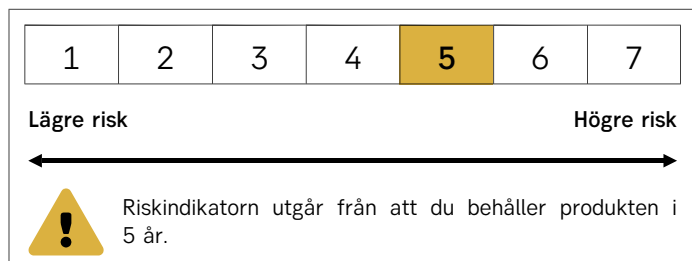 1 2 3 4 5 6 7
Lägre risk Högre risk
Riskindikatorn utgår från att du behåller produkten i
5 år.